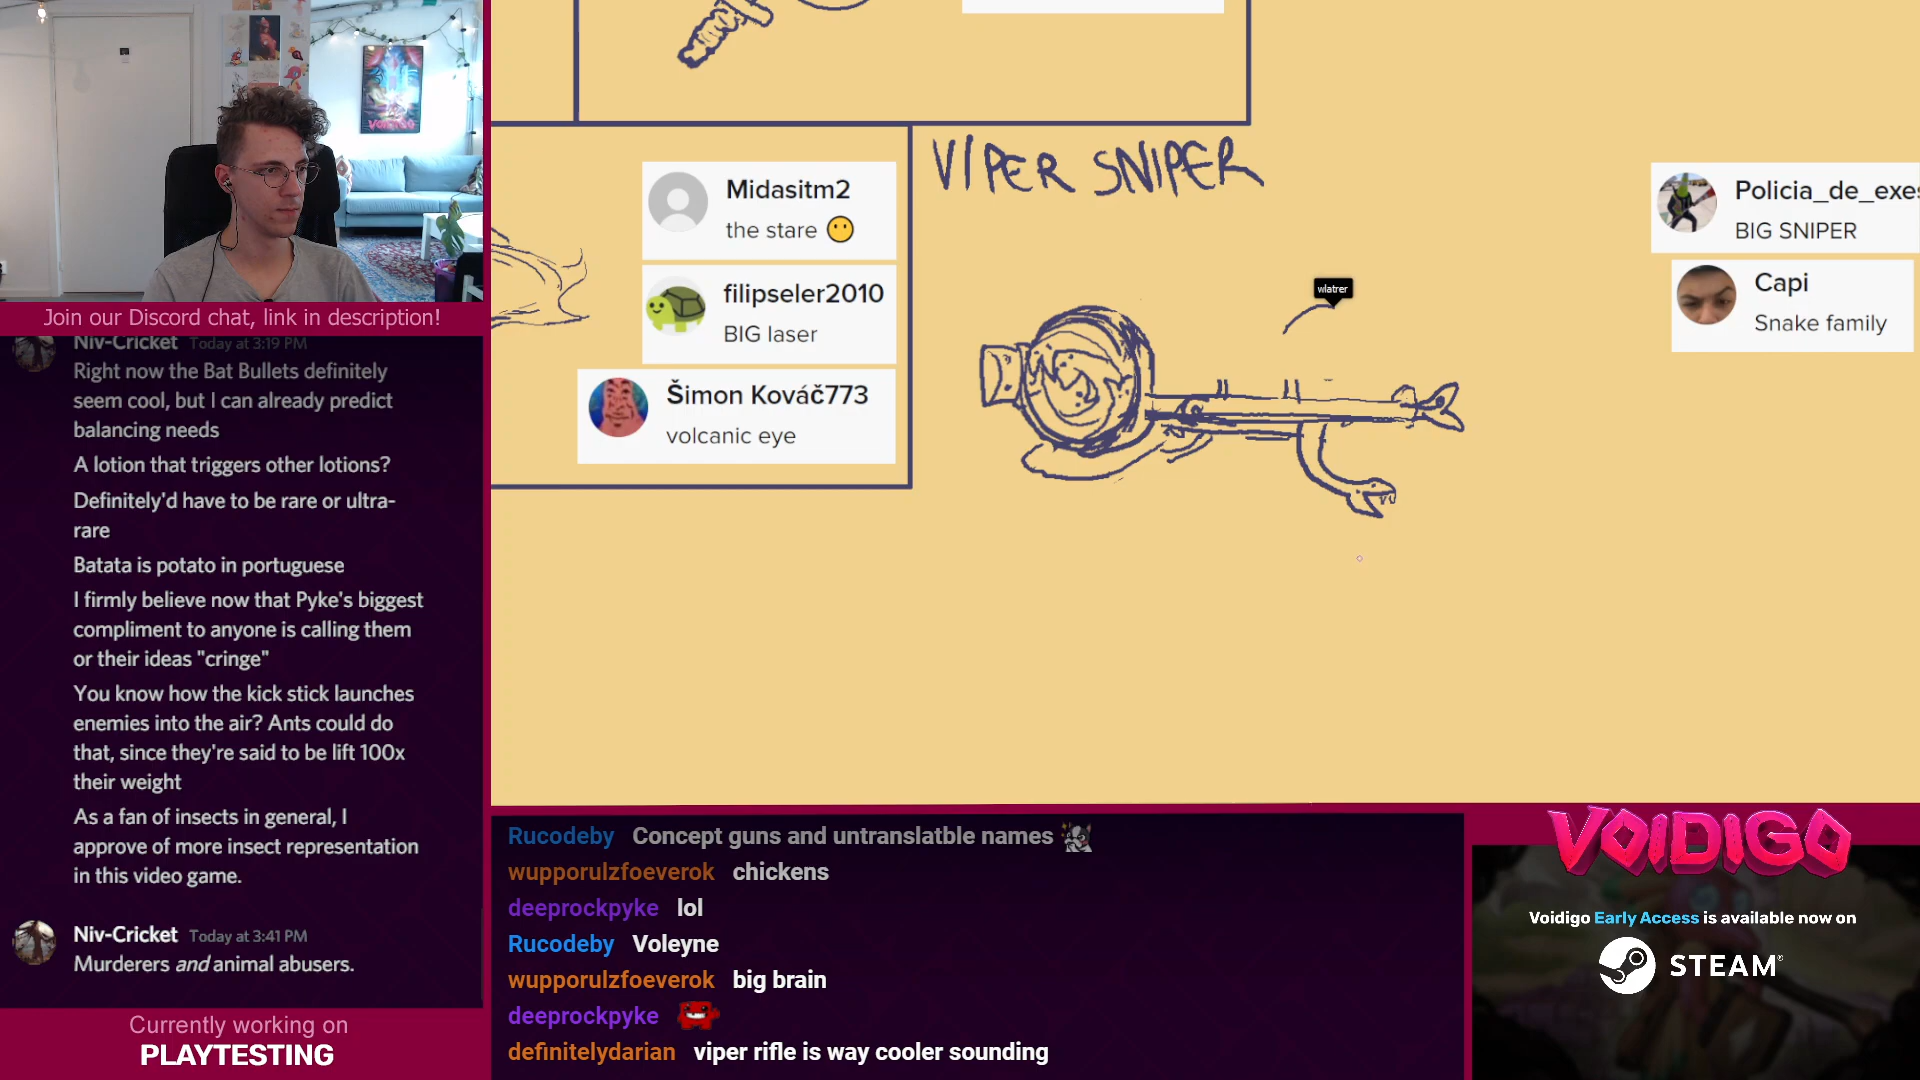 Join our Discord chat, link in description!
Niv-Cricket Today at 3:19 PM
Right now the Bat Bullets definitely
seem cool, but I can already predict
balancing needs
A lotion that triggers other lotions?
Definitely'd have to be rare or ultra-
rare
Batata is potato in portuguese
I firmly believe now that Pyke's biggest
compliment to anyone is calling them
or their ideas "cringe"
You know how the kick stick launches
enemies into the air? Ants could do
that, since they're said to be lift 100x
their weight
As a fan of insects in general, I
approve of more insect representation
in this video game.
Niv-Cricket Today at 3:41 PM
Murderers and animal abusers.
Currently working on
PLAYTESTING
Midasitm2
the stare
filipseler2010
BIG laser
Šimon Kováč773
volcanic eye
VIPER SNIPER
wlatrer
Policia_de_exes
BIG SNIPER
Capi
Snake family
Rucodeby Concept guns and untranslatble names
wupporulzfoeverok chickens
deeprockpyke lol
Rucodeby Voleyne
wupporulzfoeverok big brain
deeprockpyke
definitelydarian viper rifle is way cooler sounding
VOIDIGO
Voidigo Early Access is available now on
STEAM